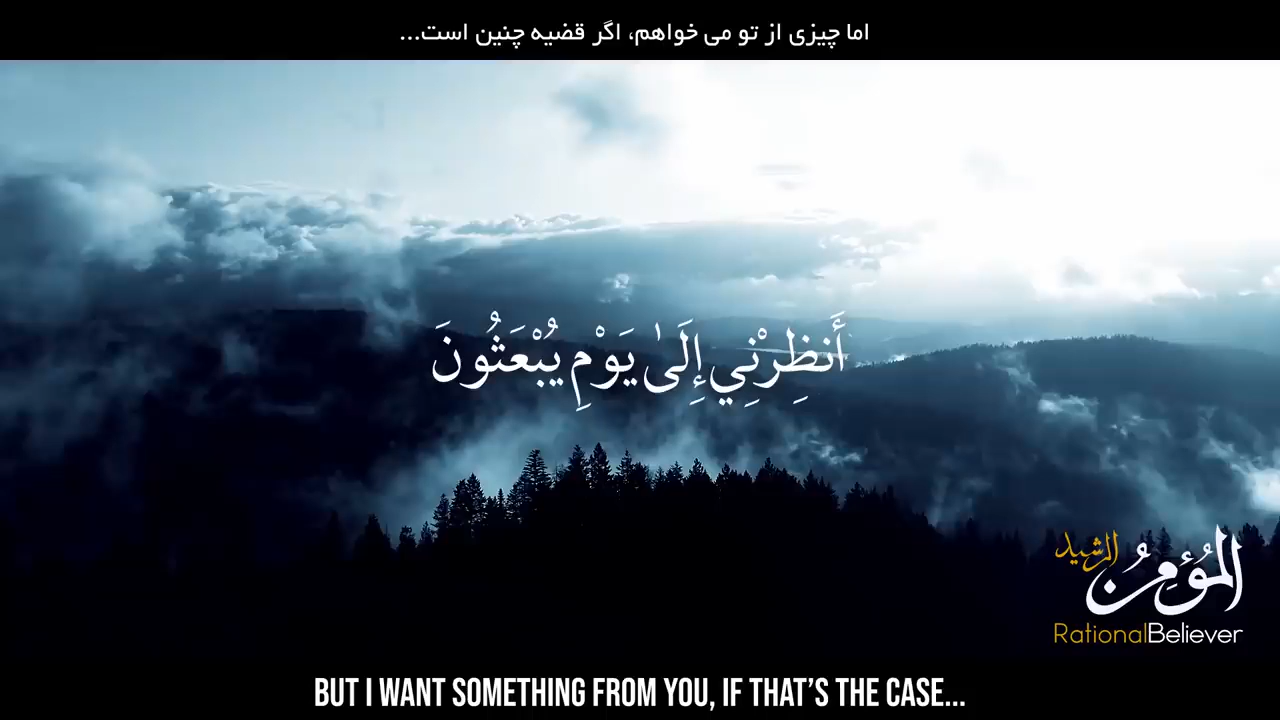 اما چیزی از تو می خواهم، اگر قضیه چنین است...
أَنظِرْنِي إِلَىٰ يَوْمِ يُبْعَثُونَ
المُؤْمِنُ الرشيد
RationalBeliever
BUT I WANT SOMETHING FROM YOU, IF THAT’S THE CASE...